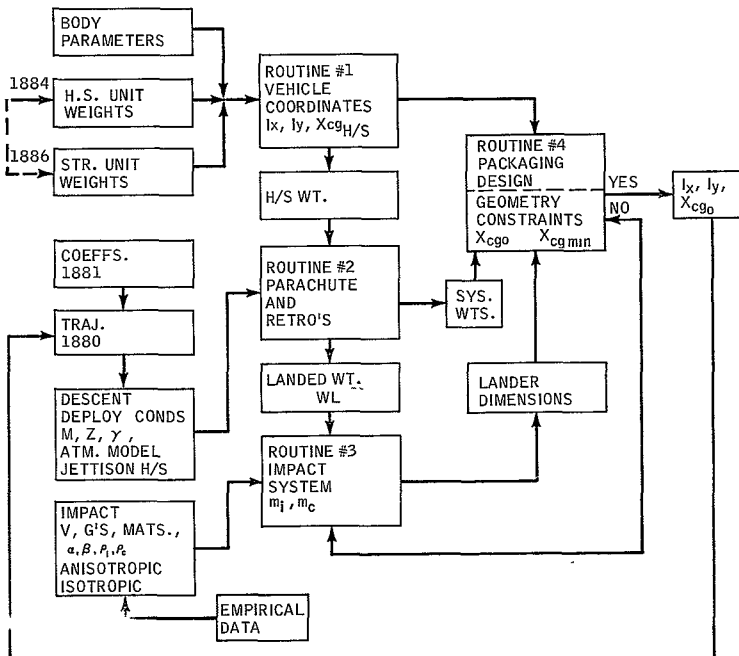 BODY
PARAMETERS
1884
H.S. UNIT
WEIGHTS
1886
STR. UNIT
WEIGHTS
ROUTINE #1
VEHICLE
COORDINATES
Ix, Iy, XcgH/S
H/S WT.
COEFFS.
1881
TRAJ.
1880
DESCENT
DEPLOY CONDS
M, Z, γ,
ATM. MODEL
JETTISON H/S
IMPACT
V, G'S, MATS.,
α, β, ρi, ρc
ANISOTROPIC
ISOTROPIC
EMPIRICAL
DATA
ROUTINE #2
PARACHUTE
AND
RETRO'S
LANDED WT.
WL
ROUTINE #3
IMPACT
SYSTEM
mi, mc
SYS.
WTS.
LANDER
DIMENSIONS
ROUTINE #4
PACKAGING
DESIGN
GEOMETRY
CONSTRAINTS
Xcgo Xcg min
YES
NO
Ix, Iy,
Xcgo